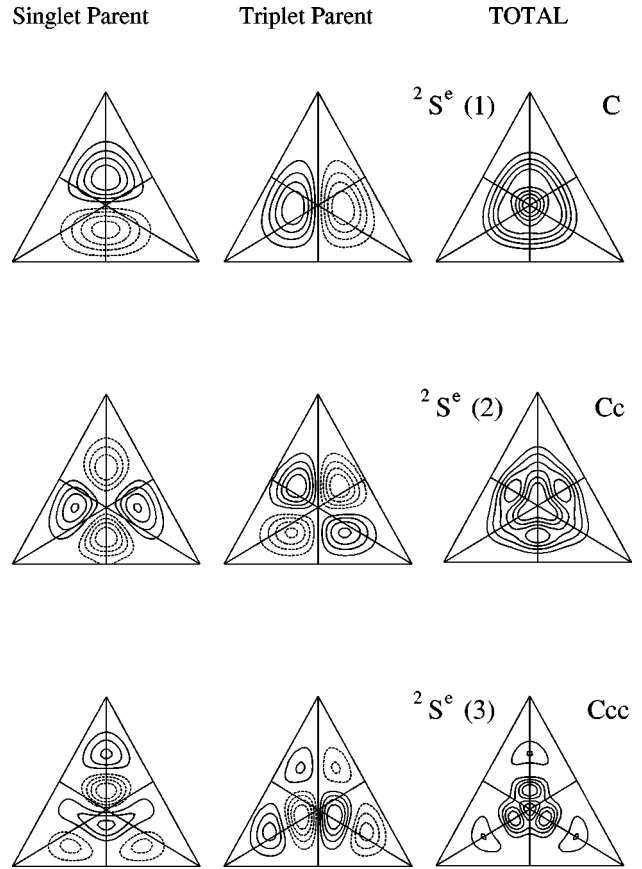 Singlet Parent Triplet Parent TOTAL
²Sᵉ (1) C
²Sᵉ (2) Cc
²Sᵉ (3) Ccc